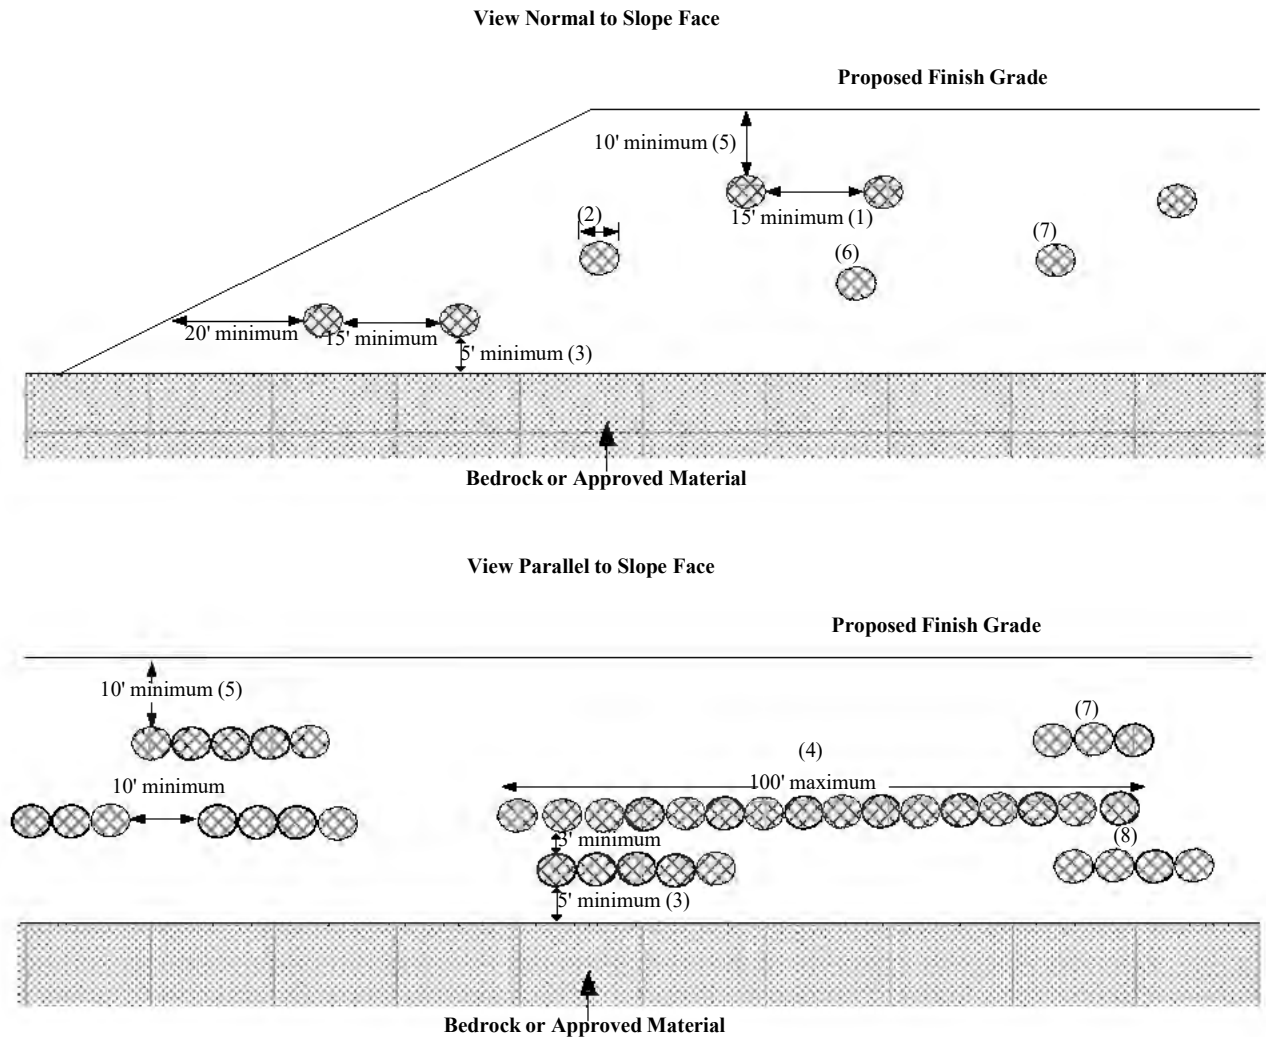 View Normal to Slope Face
Proposed Finish Grade
10' minimum (5)
15' minimum (1)
(2)
(6)
(7)
20' minimum
15' minimum
5' minimum (3)
Bedrock or Approved Material
View Parallel to Slope Face
Proposed Finish Grade
10' minimum (5)
(7)
(4)
100' maximum
10' minimum
3' minimum
(8)
5' minimum (3)
Bedrock or Approved Material